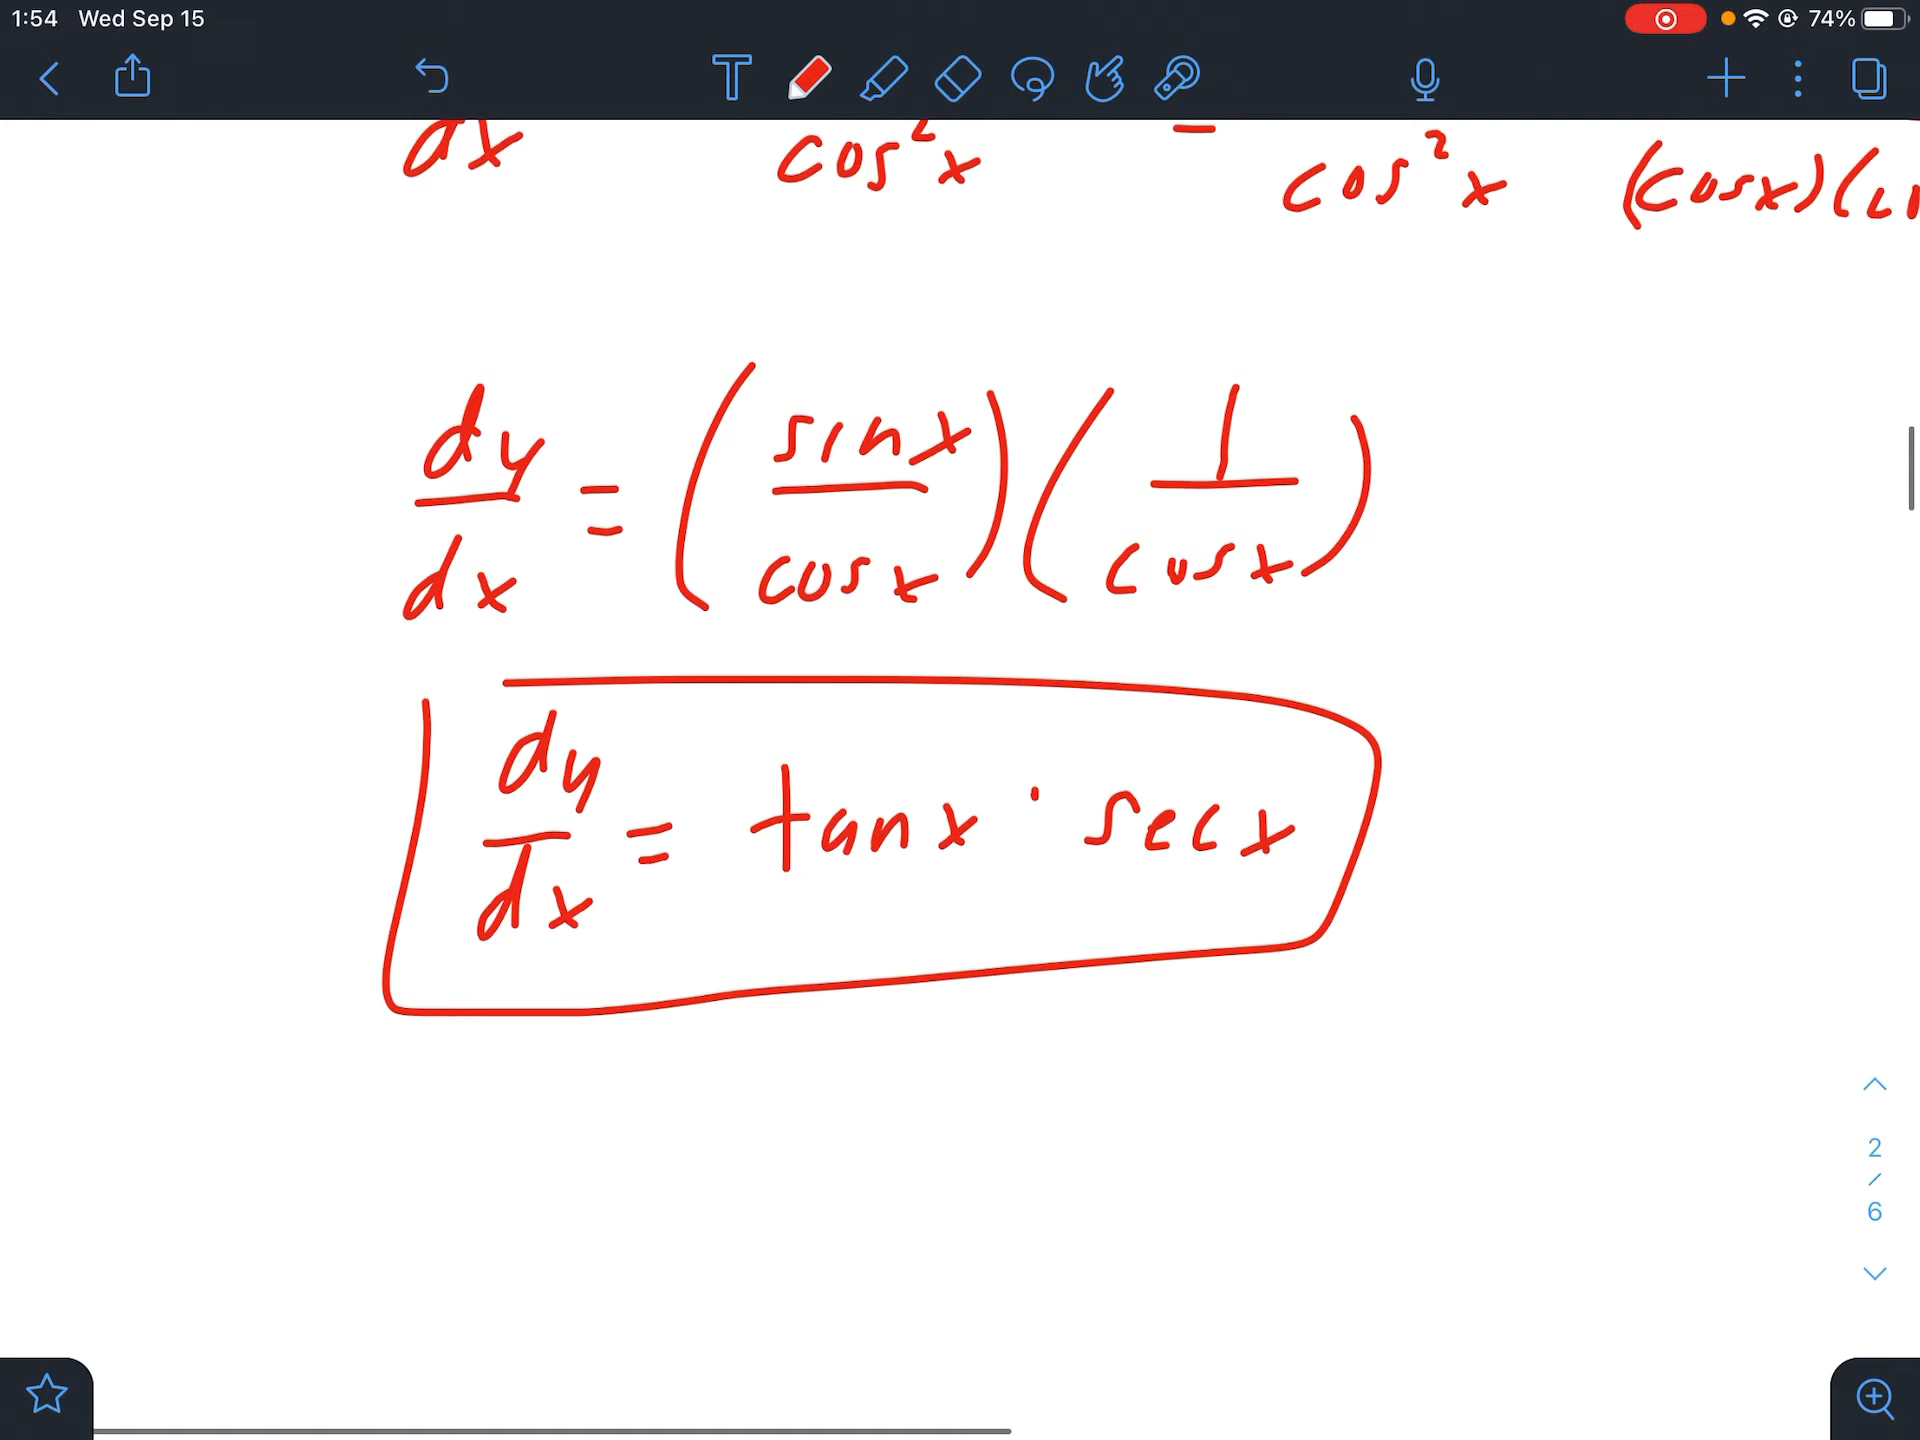 1:54 Wed Sep 15 74%
T
dx cos²x = cos²x (cosx)(
dy/dx = (sinx/cosx)(1/cosx)
dy/dx = tanx · secx
2
/
6